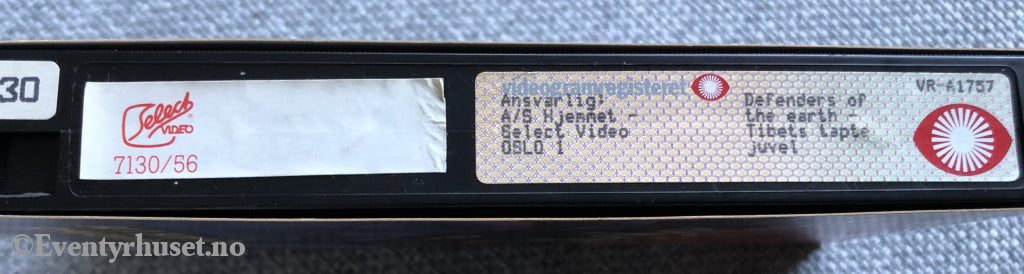 30
Select
VIDEO
7130/56
videogramregisteret
Ansvarlig:
A/S Hjemmet -
Select Video
OSLO 1
Defenders of
the earth -
Tibets tapte
juvel
VR-A1757
©Eventyrhuset.no